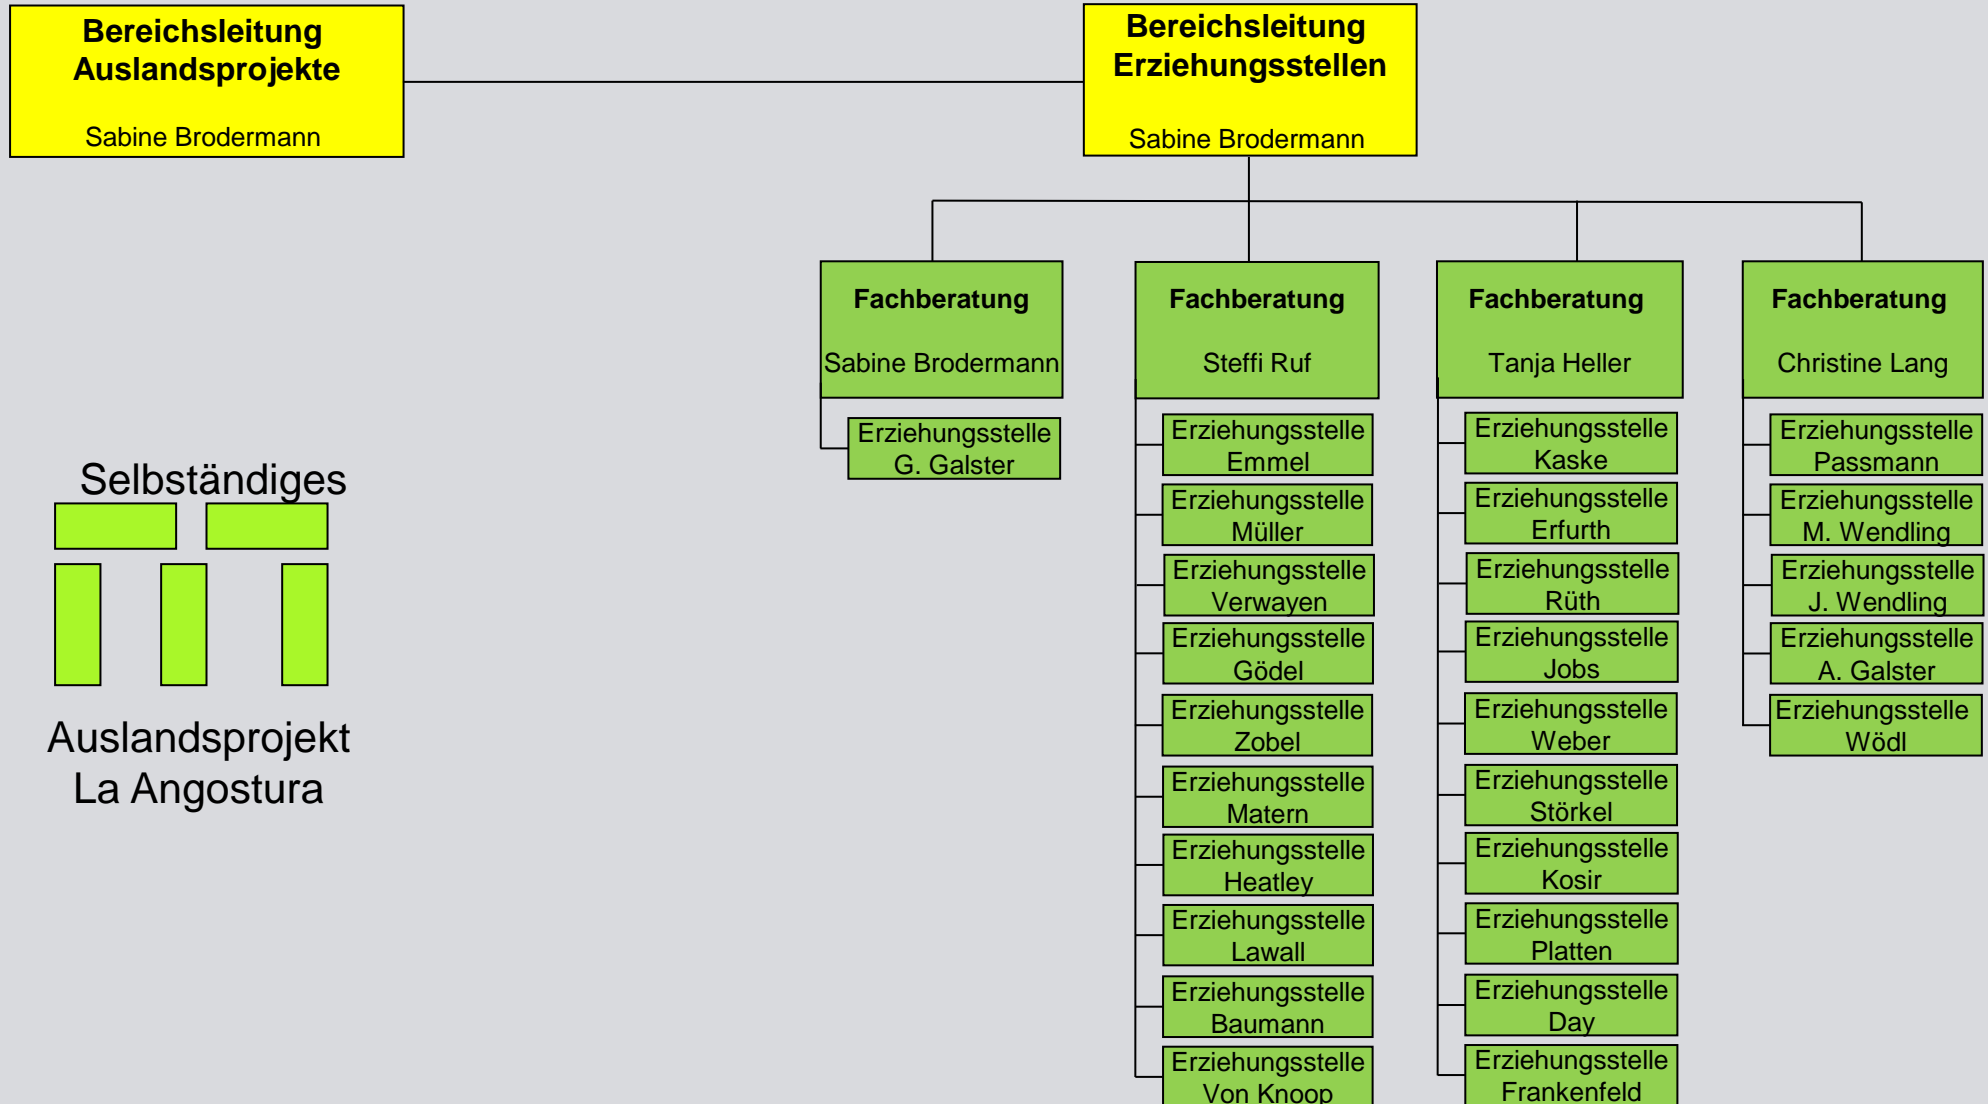 Bereichsleitung
Auslandsprojekte
Sabine Brodermann
Bereichsleitung
Erziehungsstellen
Sabine Brodermann
Fachberatung
Sabine Brodermann
Erziehungsstelle
G. Galster
Fachberatung
Steffi Ruf
Erziehungsstelle
Emmel
Erziehungsstelle
Müller
Erziehungsstelle
Verwayen
Erziehungsstelle
Gödel
Erziehungsstelle
Zobel
Erziehungsstelle
Matern
Erziehungsstelle
Heatley
Erziehungsstelle
Lawall
Erziehungsstelle
Baumann
Erziehungsstelle
Von Knoop
Fachberatung
Tanja Heller
Erziehungsstelle
Kaske
Erziehungsstelle
Erfurth
Erziehungsstelle
Rüth
Erziehungsstelle
Jobs
Erziehungsstelle
Weber
Erziehungsstelle
Störkel
Erziehungsstelle
Kosir
Erziehungsstelle
Platten
Erziehungsstelle
Day
Erziehungsstelle
Frankenfeld
Fachberatung
Christine Lang
Erziehungsstelle
Passmann
Erziehungsstelle
M. Wendling
Erziehungsstelle
J. Wendling
Erziehungsstelle
A. Galster
Erziehungsstelle
Wödl
Selbständiges
Auslandsprojekt
La Angostura